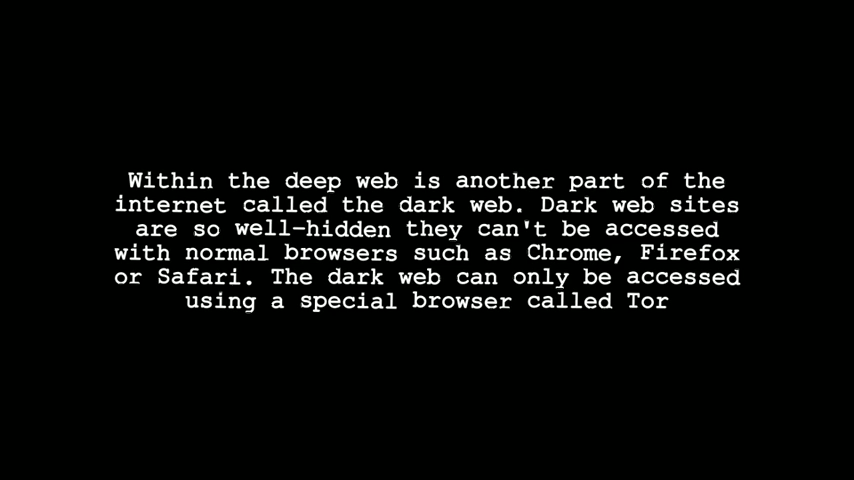 Within the deep web is another part of the
internet called the dark web. Dark web sites
are so well-hidden they can't be accessed
with normal browsers such as Chrome, Firefox
or Safari. The dark web can only be accessed
using a special browser called Tor